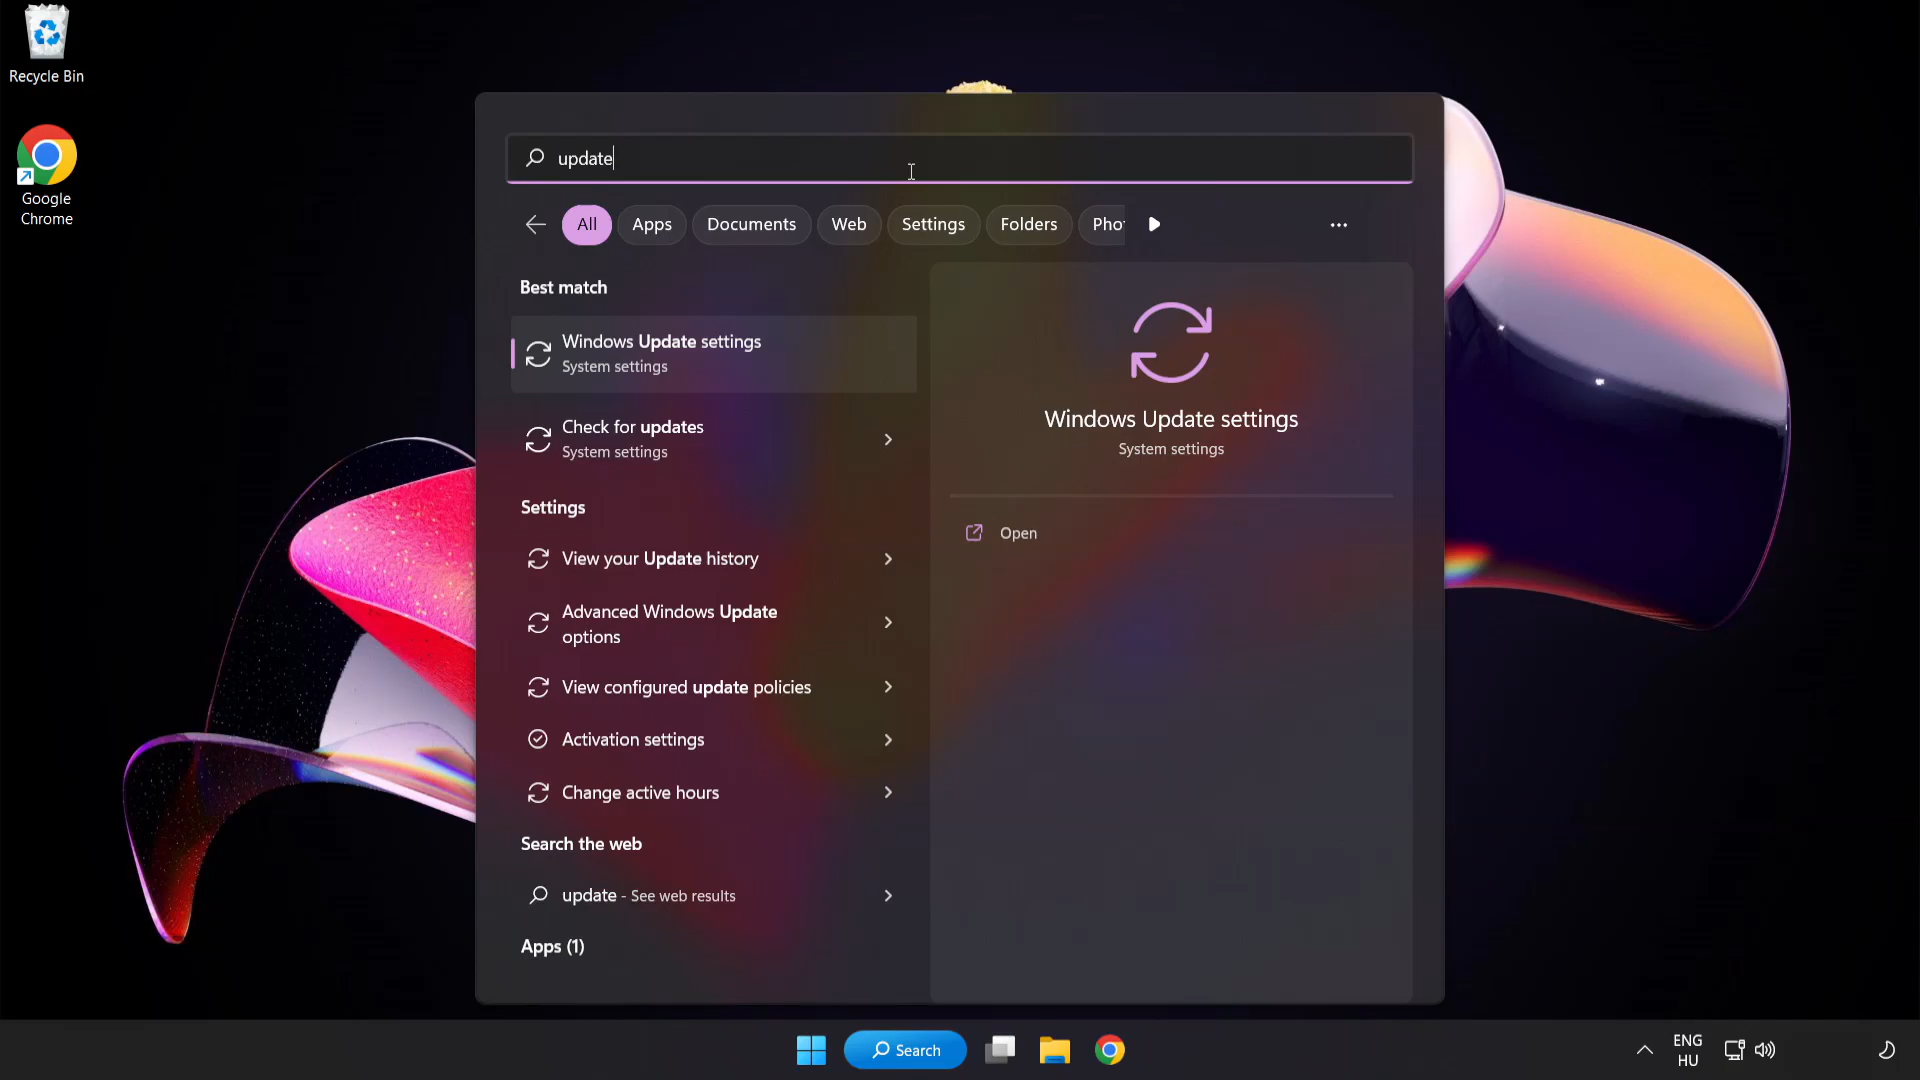 Recycle Bin
Google
Chrome
update
All
Apps
Documents
Web
Settings
Folders
Pho
Best match
Windows Update settings
System settings
Check for updates
System settings
Settings
View your Update history
Advanced Windows Update
options
View configured update policies
Activation settings
Change active hours
Search the web
update - See web results
Apps (1)
Windows Update settings
System settings
Open
Search
ENG
HU